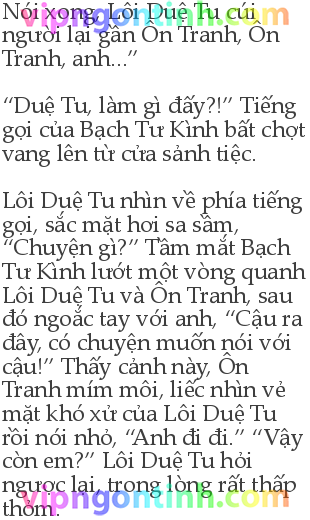 Nói xong, Lôi Duệ Tu cúi
người lại gần Ôn Tranh, Ôn
Tranh, anh...”
“Duệ Tu, làm gì đấy?!” Tiếng
gọi của Bạch Tư Kình bất chợt
vang lên từ cửa sảnh tiệc.
Lôi Duệ Tu nhìn về phía tiếng
gọi, sắc mặt hơi sa sầm,
“Chuyện gì?” Tầm mắt Bạch
Tư Kình lướt một vòng quanh
Lôi Duệ Tu và Ôn Tranh, sau
đó ngoắc tay với anh, “Cậu ra
đây, có chuyện muốn nói với
cậu!” Thấy cảnh này, Ôn
Tranh mím môi, liếc nhìn vẻ
mặt khó xử của Lôi Duệ Tu
rồi nói nhỏ, “Anh đi đi.” “Vậy
còn em?” Lôi Duệ Tu hỏi
ngược lại, trong lòng rất thấp
thỏm.
vipngontinh.com
vipngontinh.com